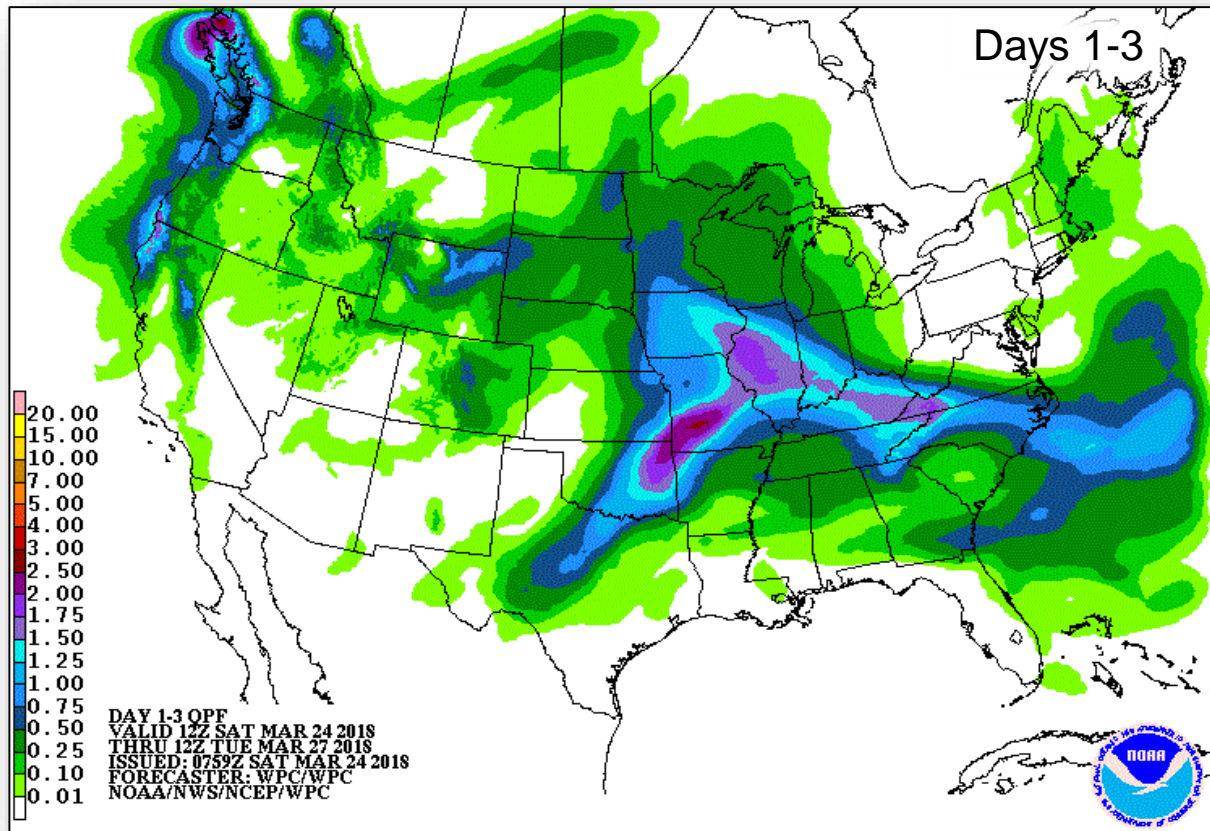 Days 1-3
20.00
15.00
10.00
7.00
5.00
4.00
3.00
2.50
2.00
1.75
1.50
1.25
1.00
0.75
0.50
0.25
0.10
0.01
DAY 1-3 QPF
VALID 12Z SAT MAR 24 2018
THRU 12Z TUE MAR 27 2018
ISSUED: 0759Z SAT MAR 24 2018
FORECASTER: WPC/WPC
NOAA/NWS/NCEP/WPC
NOAA